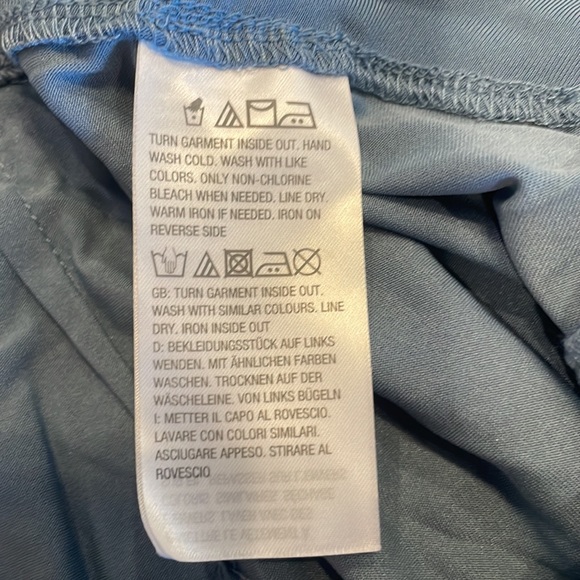 TURN GARMENT INSIDE OUT. HAND
WASH COLD. WASH WITH LIKE
COLORS. ONLY NON-CHLORINE
BLEACH WHEN NEEDED. LINE DRY.
WARM IRON IF NEEDED. IRON ON
REVERSE SIDE
GB: TURN GARMENT INSIDE OUT.
WASH WITH SIMILAR COLOURS. LINE
DRY. IRON INSIDE OUT
D: BEKLEIDUNGSSTÜCK AUF LINKS
WENDEN. MIT ÄHNLICHEN FARBEN
WASCHEN. TROCKNEN AUF DER
WÄSCHELEINE. VON LINKS BÜGELN
I: METTER IL CAPO AL ROVESCIO.
LAVARE CON COLORI SIMILARI.
ASCIUGARE APPESO. STIRARE AL
ROVESCIO